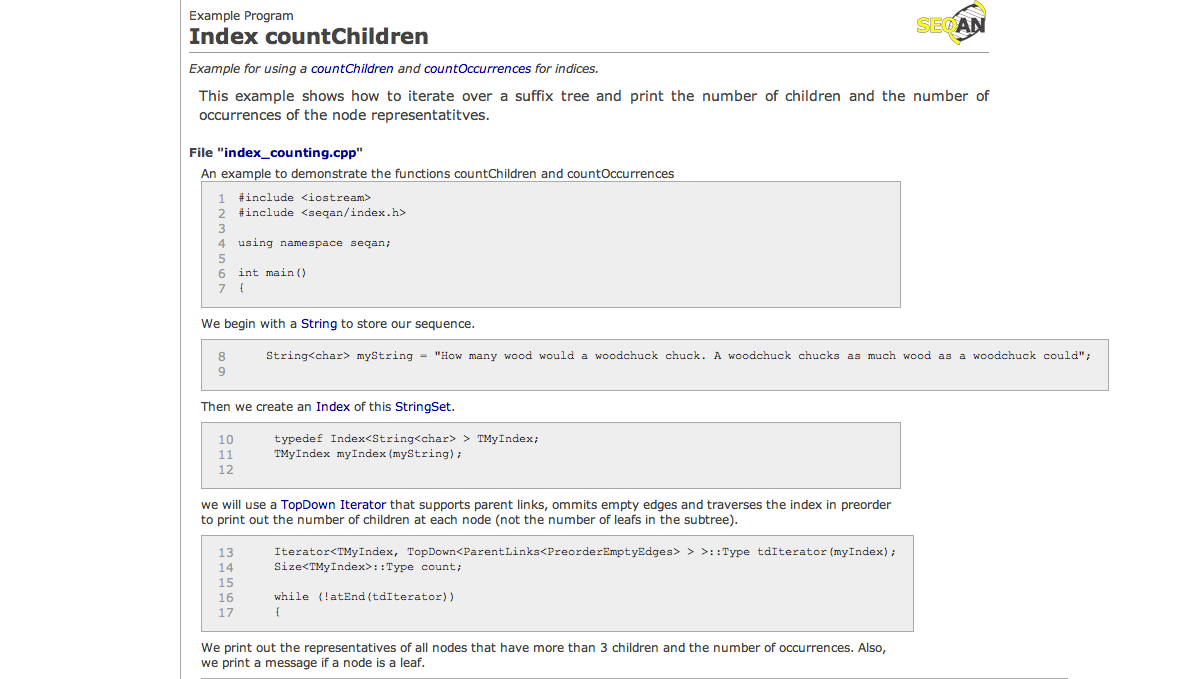 Example Program
Index countChildren
SEQAN
Example for using a countChildren and countOccurrences for indices.
This example shows how to iterate over a suffix tree and print the number of children and the number of
occurrences of the node representatitves.
File "index_counting.cpp"
An example to demonstrate the functions countChildren and countOccurrences
1 #include <iostream>
2 #include <seqan/index.h>
3
4 using namespace seqan;
5
6 int main()
7 {
We begin with a String to store our sequence.
8 String<char> myString = "How many wood would a woodchuck chuck. A woodchuck chucks as much wood as a woodchuck could";
9
Then we create an Index of this StringSet.
10 typedef Index<String<char> > TMyIndex;
11 TMyIndex myIndex(myString);
12
we will use a TopDown Iterator that supports parent links, ommits empty edges and traverses the index in preorder
to print out the number of children at each node (not the number of leafs in the subtree).
13 Iterator<TMyIndex, TopDown<ParentLinks<PreorderEmptyEdges> > >::Type tdIterator(myIndex);
14 Size<TMyIndex>::Type count;
15
16 while (!atEnd(tdIterator))
17 {
We print out the representatives of all nodes that have more than 3 children and the number of occurrences. Also,
we print a message if a node is a leaf.